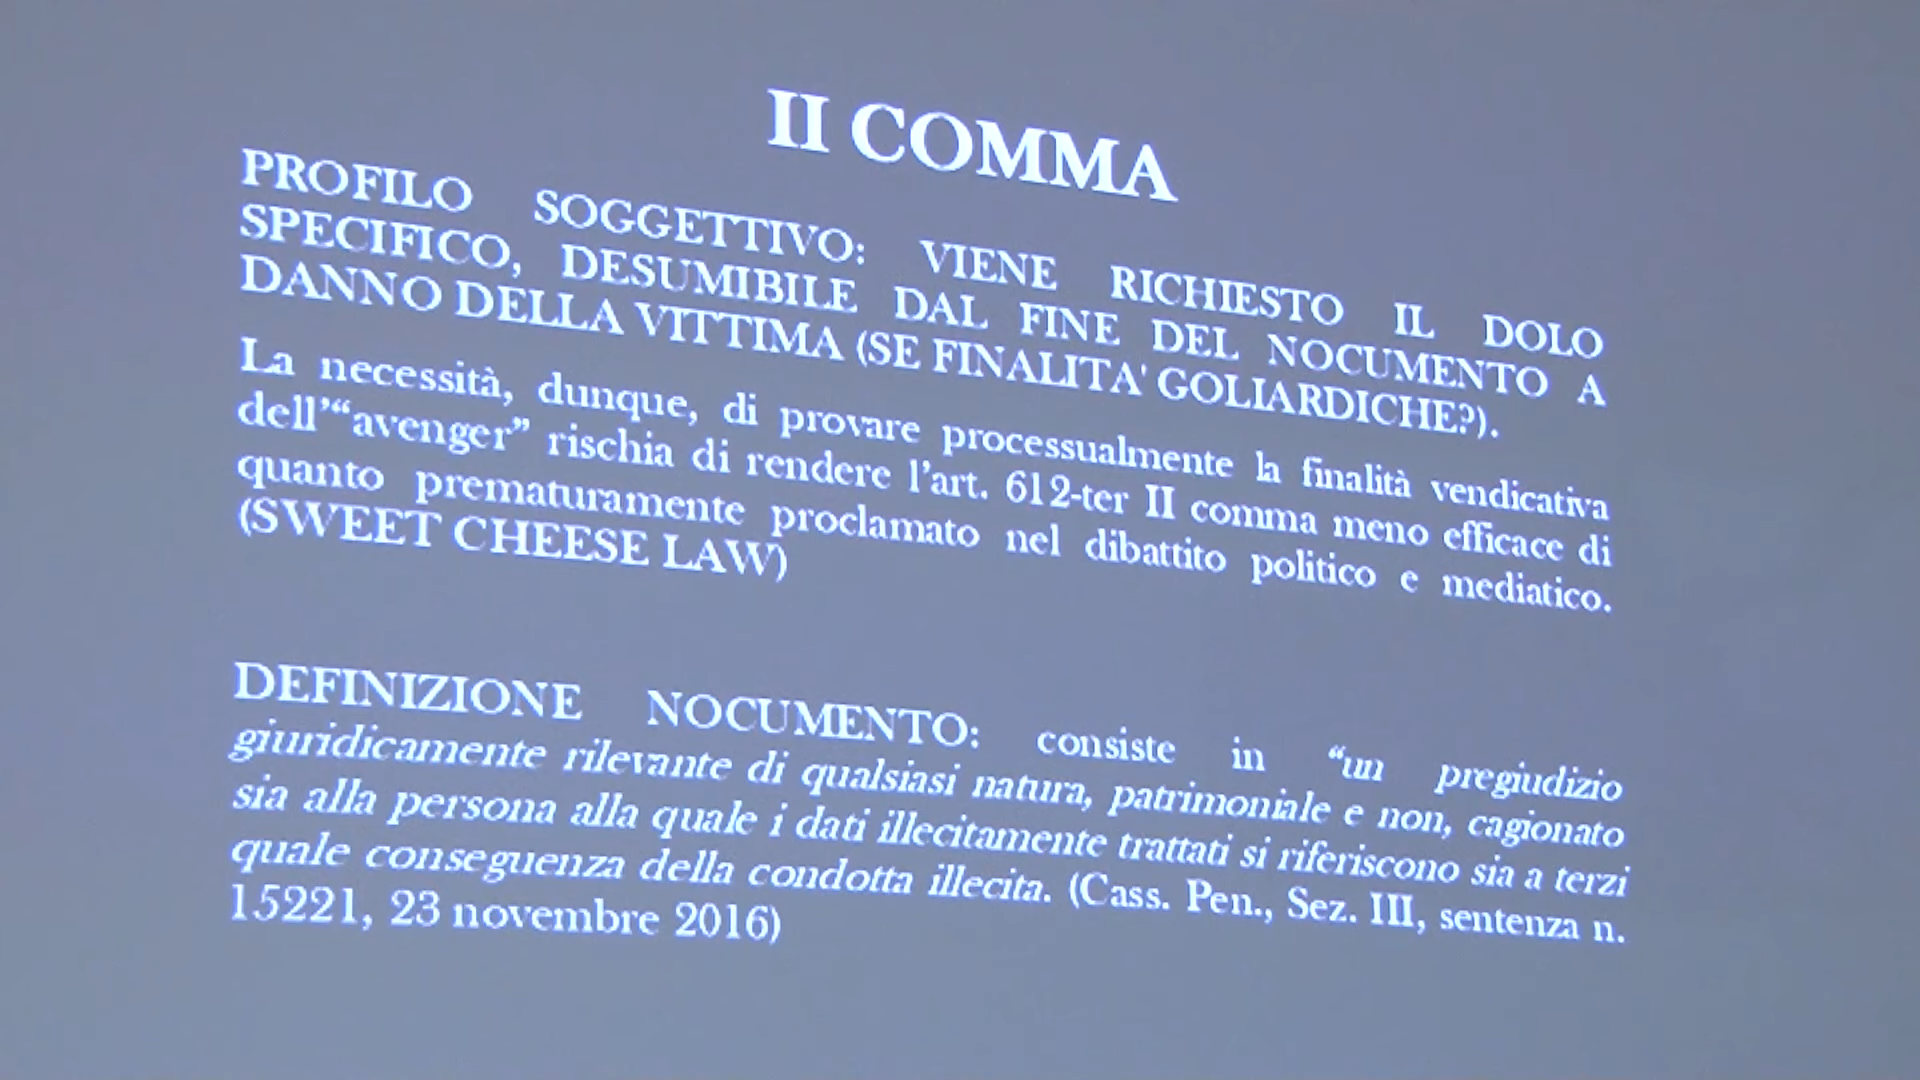 II COMMA
PROFILO SOGGETTIVO: VIENE RICHIESTO IL DOLO
SPECIFICO, DESUMIBILE DAL FINE DEL NOCUMENTO A
DANNO DELLA VITTIMA (SE FINALITA' GOLIARDICHE?).
La necessità, dunque, di provare processualmente la finalità vendicativa
dell'“avenger” rischia di rendere l'art. 612-ter II comma meno efficace di
quanto prematuramente proclamato nel dibattito politico e mediatico.
(SWEET CHEESE LAW)
DEFINIZIONE NOCUMENTO: consiste in “un pregiudizio
giuridicamente rilevante di qualsiasi natura, patrimoniale e non, cagionato
sia alla persona alla quale i dati illecitamente trattati si riferiscono sia a terzi
quale conseguenza della condotta illecita. (Cass. Pen., Sez. III, sentenza n.
15221, 23 novembre 2016)